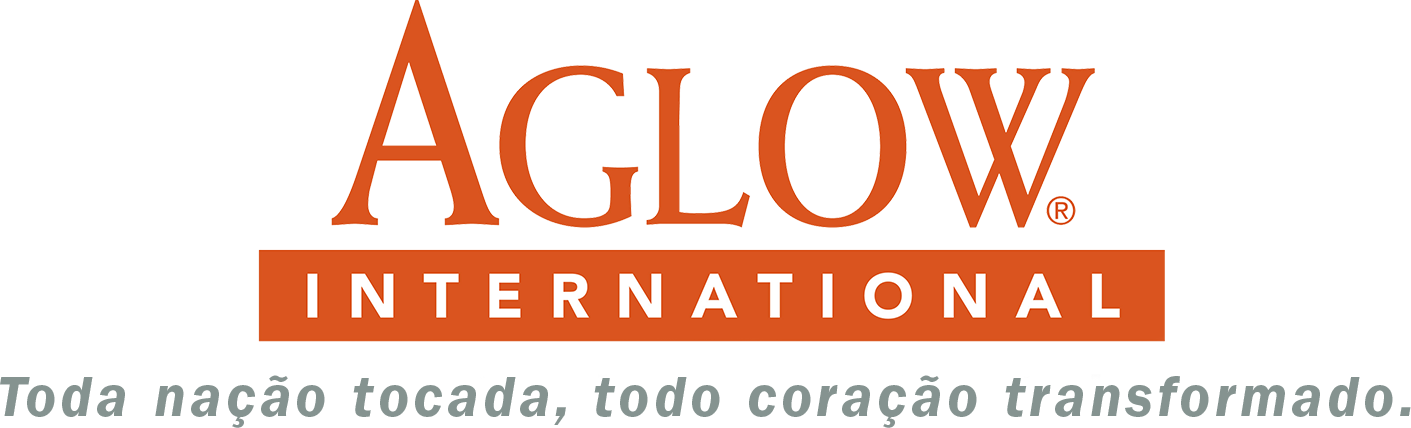 AGLOW®
INTERNATIONAL
Toda nação tocada, todo coração transformado.